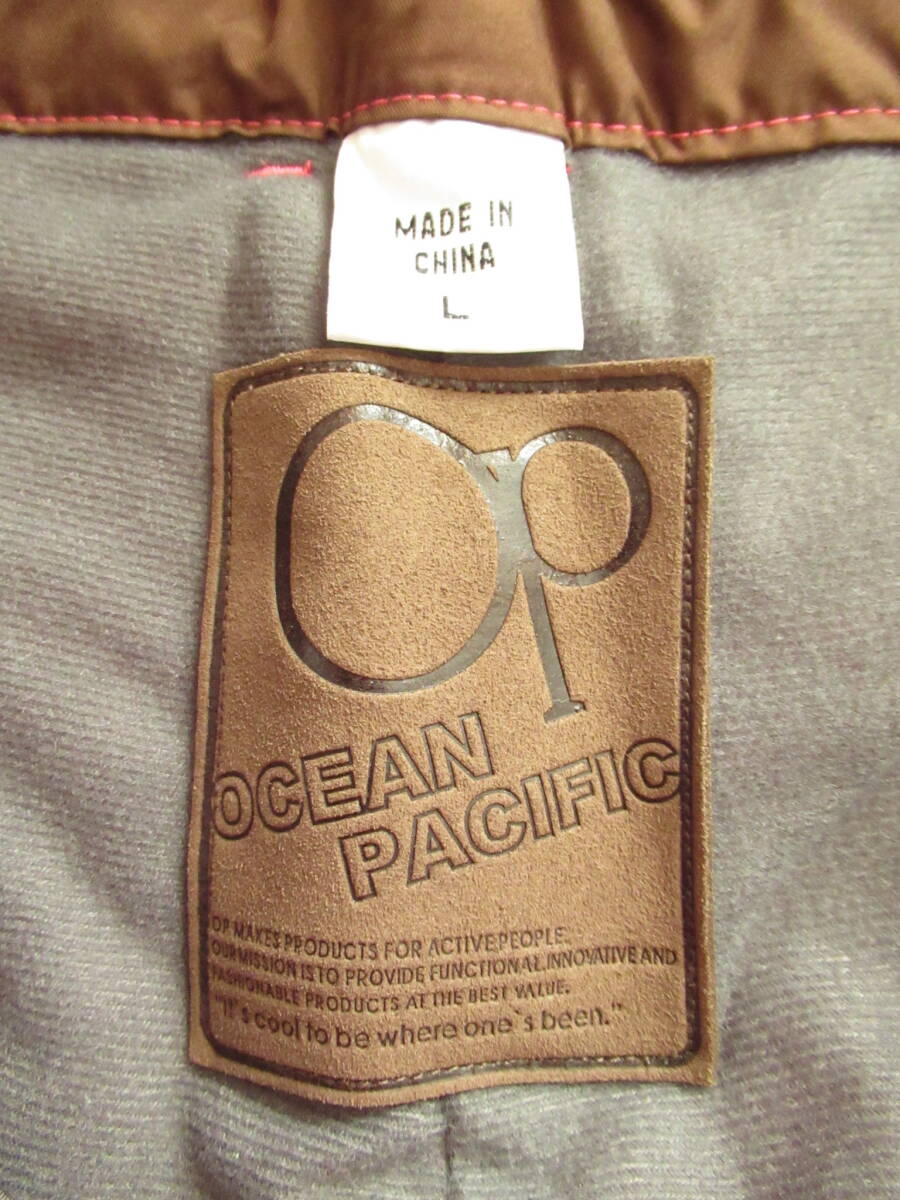 MADE IN
CHINA
L
Op
OCEAN
PACIFIC
OP MAKES PRODUCTS FOR ACTIVE PEOPLE.
OUR MISSION IS TO PROVIDE FUNCTIONAL, INNOVATIVE AND
FASHIONABLE PRODUCTS AT THE BEST VALUE.
"It's cool to be where one`s been."